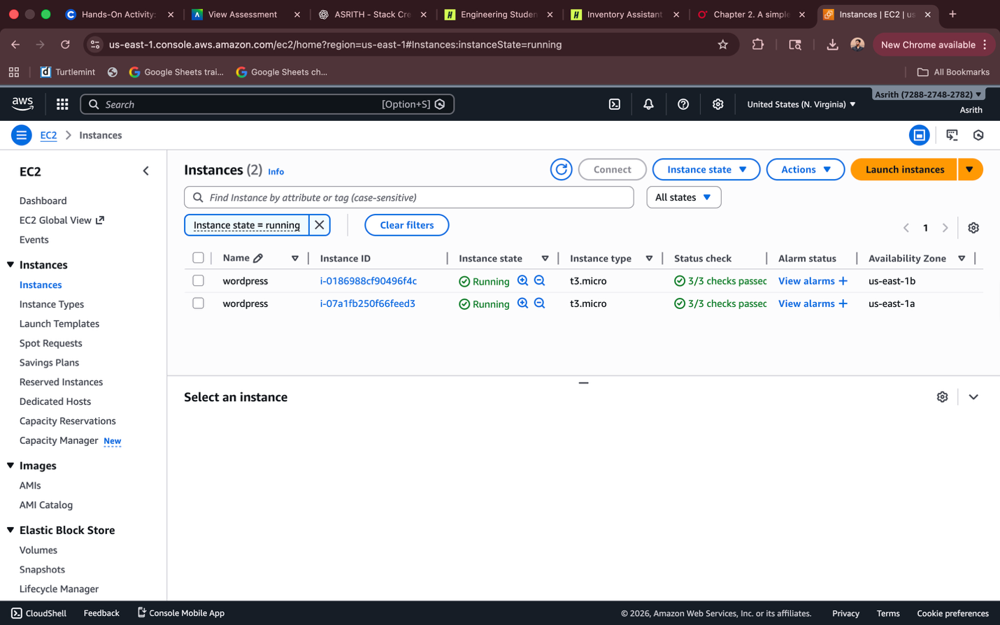 Hands-On Activity:
View Assessment
ASRITH - Stack Cre
Engineering Studen
Inventory Assistant
Chapter 2. A simple
Instances | EC2 | us
us-east-1.console.aws.amazon.com/ec2/home?region=us-east-1#Instances:instanceState=running
New Chrome available
Turtlemint
Google Sheets trai...
Google Sheets ch...
All Bookmarks
aws
Search
[Option+S]
United States (N. Virginia)
Asrith (7288-2748-2782)
Asrith
EC2
Instances
EC2
Dashboard
EC2 Global View
Events
Instances
Instances
Instance Types
Launch Templates
Spot Requests
Savings Plans
Reserved Instances
Dedicated Hosts
Capacity Reservations
Capacity Manager New
Images
AMIs
AMI Catalog
Elastic Block Store
Volumes
Snapshots
Lifecycle Manager
Instances (2) Info
Connect
Instance state
Actions
Launch instances
Find Instance by attribute or tag (case-sensitive)
All states
Instance state = running
Clear filters
1
Name Instance ID Instance state Instance type Status check Alarm status Availability Zone
wordpress i-0186988cf90496f4c Running t3.micro 3/3 checks passec View alarms + us-east-1b
wordpress i-07a1fb250f66feed3 Running t3.micro 3/3 checks passec View alarms + us-east-1a
Select an instance
CloudShell Feedback Console Mobile App © 2026, Amazon Web Services, Inc. or its affiliates. Privacy Terms Cookie preferences